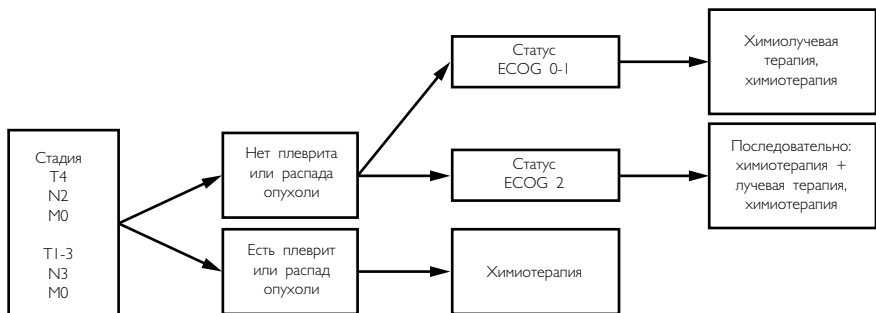 Стадия
T4
N2
M0
T1-3
N3
M0
Нет плеврита
или распада
опухоли
Есть плеврит
или распад
опухоли
Статус
ECOG 0-1
Статус
ECOG 2
Химиотерапия
Химиолучевая
терапия,
химиотерапия
Последовательно:
химиотерапия +
лучевая терапия,
химиотерапия